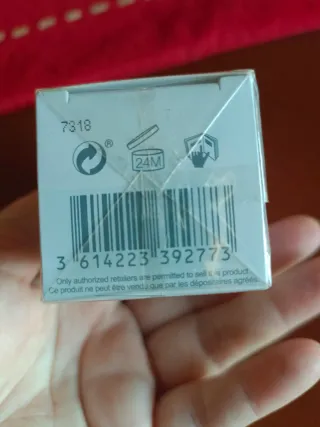 7318
®
24M
3 614223 392773
Only authorized retailers are permitted to sell this product
Ce produit ne peut être vendu que par les dépositaires agréés